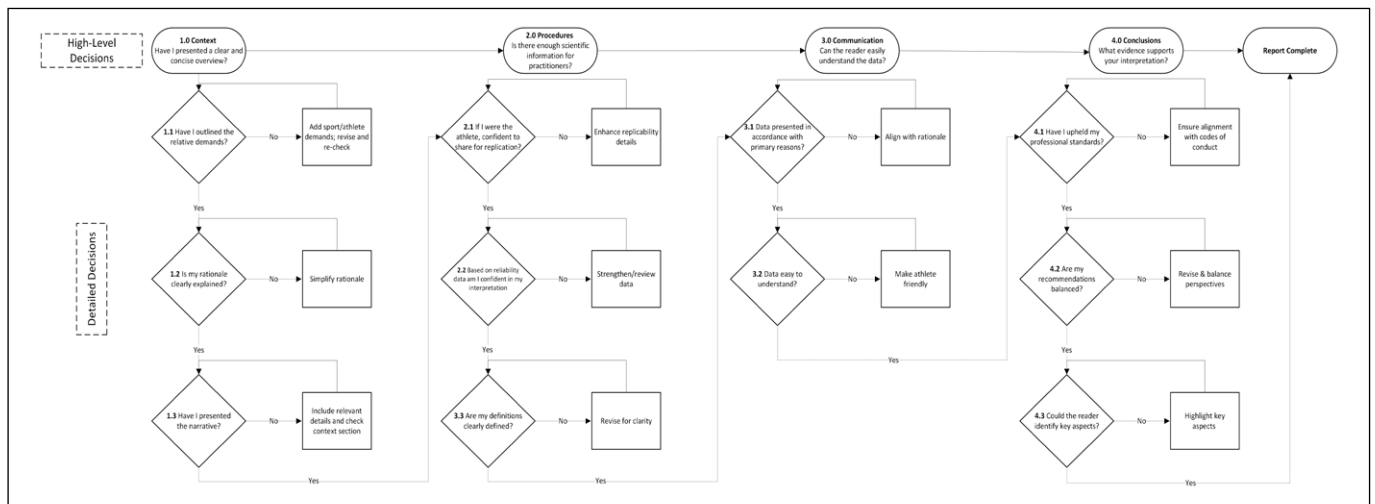 High-Level
Decisions
1.0 Context
Have I presented a clear and
concise overview?
2.0 Procedures
Is there enough scientific
information for
practitioners?
3.0 Communication
Can the reader easily
understand the data?
4.0 Conclusions
What evidence supports
your interpretation?
Report Complete
Detailed Decisions
1.1 Have I outlined the
relative demands?
No
Add sport/athlete
demands; revise and
re-check
Yes
1.2 Is my rationale
clearly explained?
No
Simplify rationale
Yes
1.3 Have I presented
the narrative?
No
Include relevant
details and check
context section
Yes
2.1 If I were the
athlete, confident to
share for replication?
No
Enhance replicability
details
Yes
2.2 Based on reliability
data am I confident in my
interpretation
No
Strengthen/review
data
Yes
3.3 Are my definitions
clearly defined?
No
Revise for clarity
Yes
3.1 Data presented in
accordance with
primary reasons?
No
Align with rationale
Yes
3.2 Data easy to
understand?
No
Make athlete
friendly
Yes
4.1 Have I upheld my
professional standards?
No
Ensure alignment
with codes of
conduct
Yes
4.2 Are my
recommendations
balanced?
No
Revise & balance
perspectives
Yes
4.3 Could the reader
identify key aspects?
No
Highlight key
aspects
Yes